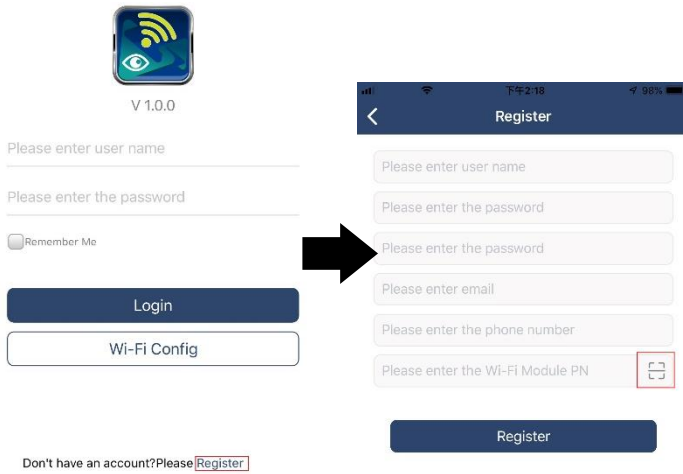 V 1.0.0
Please enter user name
Please enter the password
Remember Me
Login
Wi-Fi Config
Don't have an account?Please Register
下午2:18
98%
Register
Please enter user name
Please enter the password
Please enter the password
Please enter email
Please enter the phone number
Please enter the Wi-Fi Module PN
Register